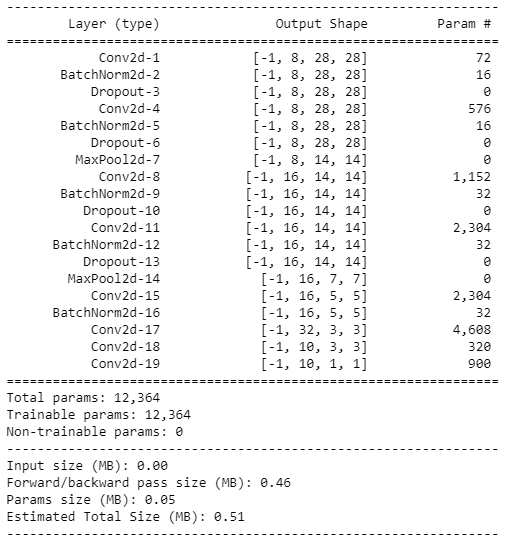 ----------------------------------------------------------------
        Layer (type)               Output Shape         Param #
================================================================
            Conv2d-1            [-1, 8, 28, 28]              72
       BatchNorm2d-2            [-1, 8, 28, 28]              16
           Dropout-3            [-1, 8, 28, 28]               0
            Conv2d-4            [-1, 8, 28, 28]             576
       BatchNorm2d-5            [-1, 8, 28, 28]              16
           Dropout-6            [-1, 8, 28, 28]               0
         MaxPool2d-7            [-1, 8, 14, 14]               0
            Conv2d-8           [-1, 16, 14, 14]           1,152
       BatchNorm2d-9           [-1, 16, 14, 14]              32
          Dropout-10           [-1, 16, 14, 14]               0
           Conv2d-11           [-1, 16, 14, 14]           2,304
      BatchNorm2d-12           [-1, 16, 14, 14]              32
          Dropout-13           [-1, 16, 14, 14]               0
        MaxPool2d-14             [-1, 16, 7, 7]               0
           Conv2d-15             [-1, 16, 5, 5]           2,304
      BatchNorm2d-16             [-1, 16, 5, 5]              32
           Conv2d-17             [-1, 32, 3, 3]           4,608
           Conv2d-18             [-1, 10, 3, 3]             320
           Conv2d-19             [-1, 10, 1, 1]             900
================================================================
Total params: 12,364
Trainable params: 12,364
Non-trainable params: 0
----------------------------------------------------------------
Input size (MB): 0.00
Forward/backward pass size (MB): 0.46
Params size (MB): 0.05
Estimated Total Size (MB): 0.51
----------------------------------------------------------------